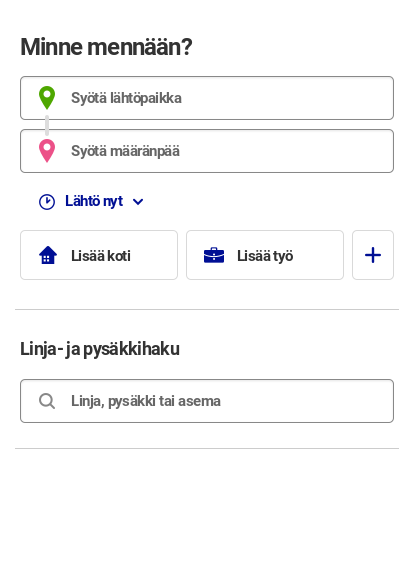 Minne mennään?
Syötä lähtöpaikka
Syötä määränpää
Lähtö nyt
Lisää koti
Lisää työ
Linja- ja pysäkkihaku
Linja, pysäkki tai asema